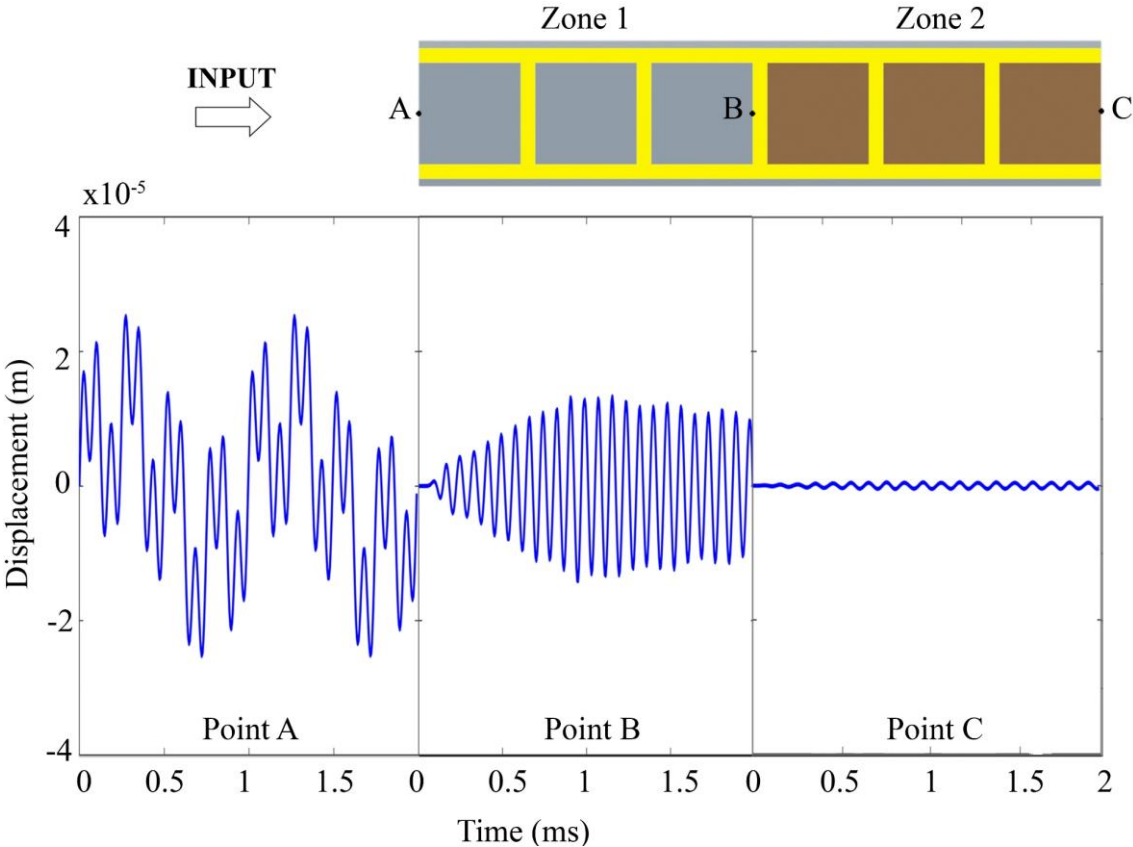 Zone 1 Zone 2
INPUT
A B C
x10-5
4
2
0
-2
-4
Displacement (m)
Point A Point B Point C
0 0.5 1 1.5 0 0.5 1 1.5 0 0.5 1 1.5 2
Time (ms)